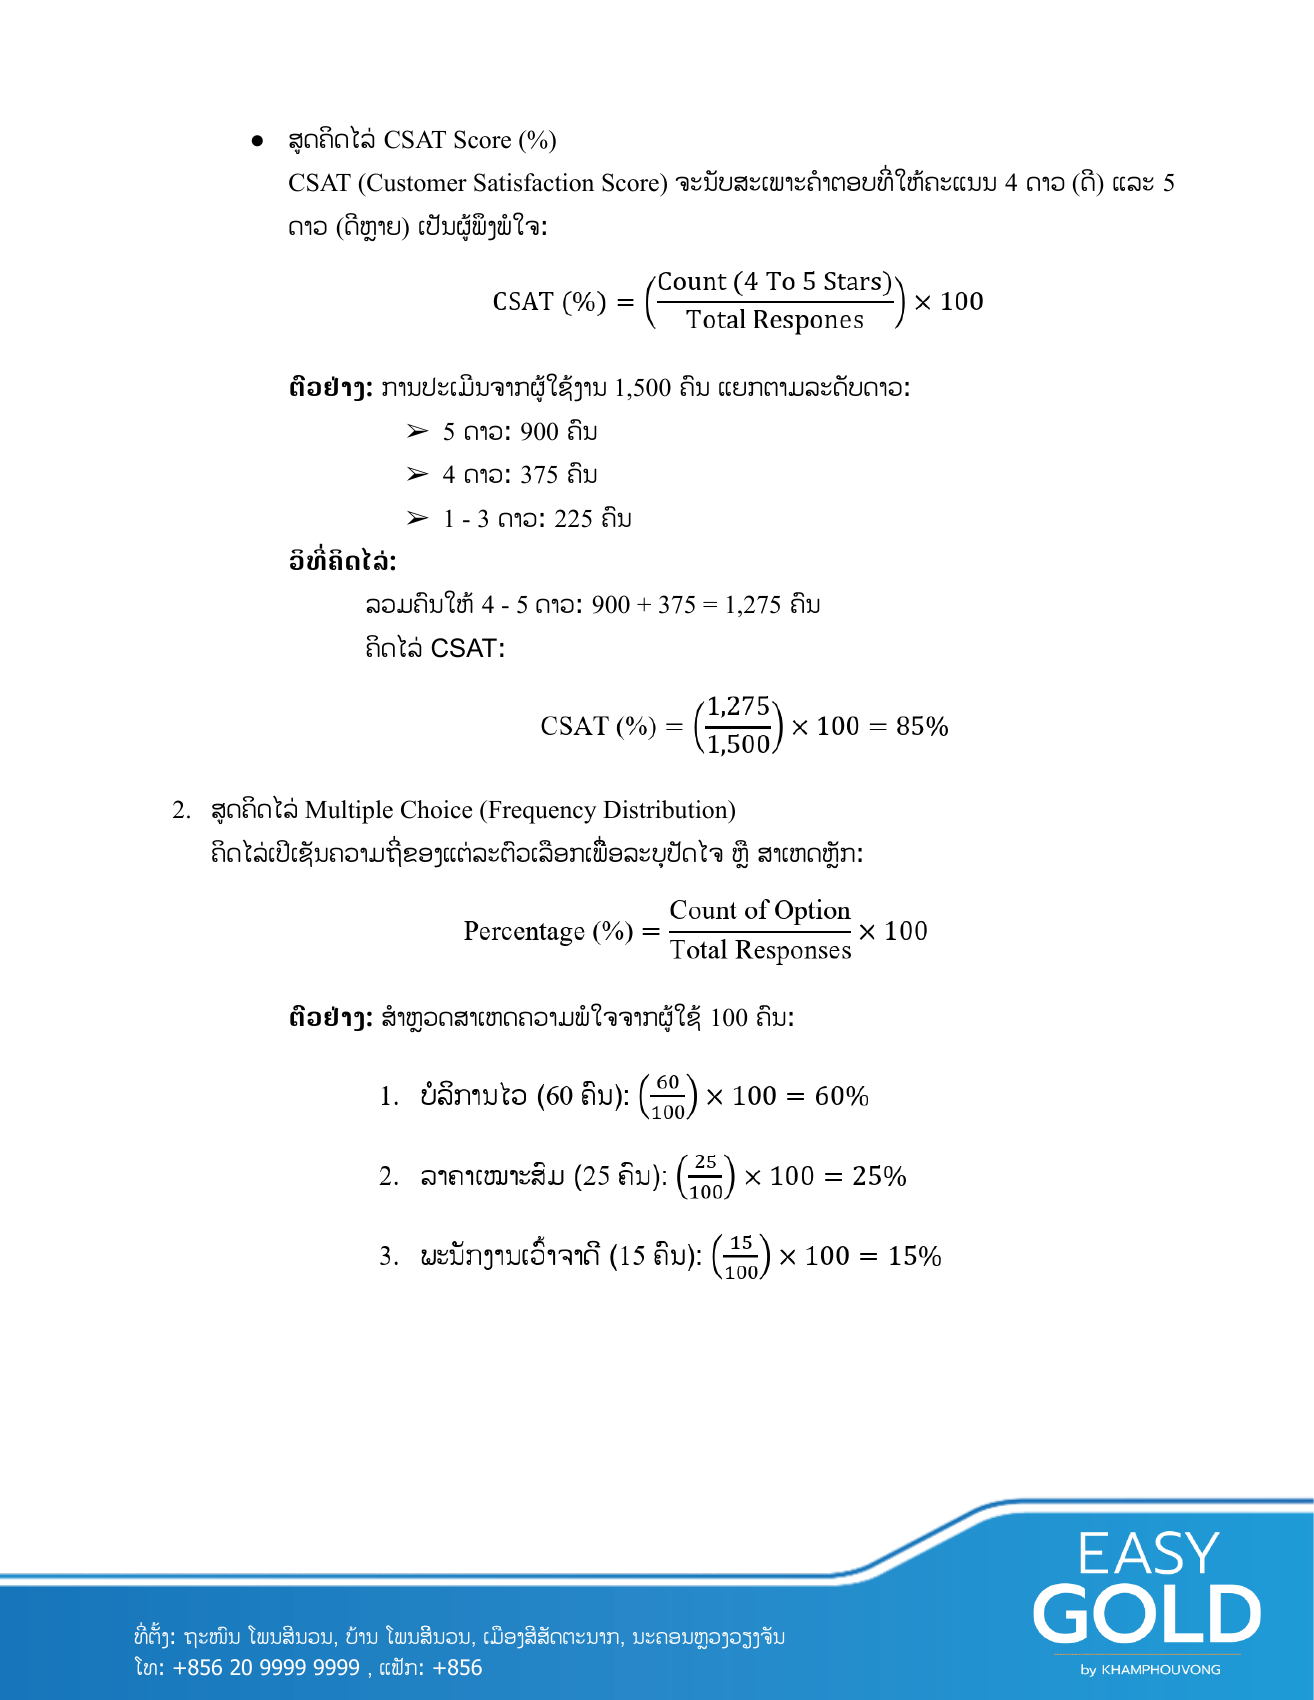 ● ສູດຄິດໄລ່ CSAT Score (%)
CSAT (Customer Satisfaction Score) ຈະນັບສະເພາະຄຳຕອບທີ່ໃຫ້ຄະແນນ 4 ດາວ (ດີ) ແລະ 5
ດາວ (ດີຫຼາຍ) ເປັນຜູ້ພຶງພໍໃຈ:
CSAT (%) = (Count (4 To 5 Stars) / Total Respones) × 100
ຕົວຢ່າງ: ການປະເມີນຈາກຜູ້ໃຊ້ງານ 1,500 ຄົນ ແຍກຕາມລະດັບດາວ:
➢ 5 ດາວ: 900 ຄົນ
➢ 4 ດາວ: 375 ຄົນ
➢ 1 - 3 ດາວ: 225 ຄົນ
ວິທີ່ຄິດໄລ່:
ລວມຄົນໃຫ້ 4 - 5 ດາວ: 900 + 375 = 1,275 ຄົນ
ຄິດໄລ່ CSAT:
CSAT (%) = (1,275 / 1,500) × 100 = 85%
2. ສູດຄິດໄລ່ Multiple Choice (Frequency Distribution)
ຄິດໄລ່ເປີເຊັນຄວາມຖີ່ຂອງແຕ່ລະຕົວເລືອກເພື່ອລະບຸປັດໄຈ ຫຼື ສາເຫດຫຼັກ:
Percentage (%) = Count of Option / Total Responses × 100
ຕົວຢ່າງ: ສຳຫຼວດສາເຫດຄວາມພໍໃຈຈາກຜູ້ໃຊ້ 100 ຄົນ:
1. ບໍລິການໄວ (60 ຄົນ): (60 / 100) × 100 = 60%
2. ລາຄາເໝາະສົມ (25 ຄົນ): (25 / 100) × 100 = 25%
3. ພະນັກງານເວົ້າຈາດີ (15 ຄົນ): (15 / 100) × 100 = 15%
EASY
GOLD
by KHAMPHOUVONG
ທີ່ຕັ້ງ: ຖະໜົນ ໂພນສີນວນ, ບ້ານ ໂພນສີນວນ, ເມືອງສີສັດຕະນາກ, ນະຄອນຫຼວງວຽງຈັນ
ໂທ: +856 20 9999 9999 , ແຟັກ: +856